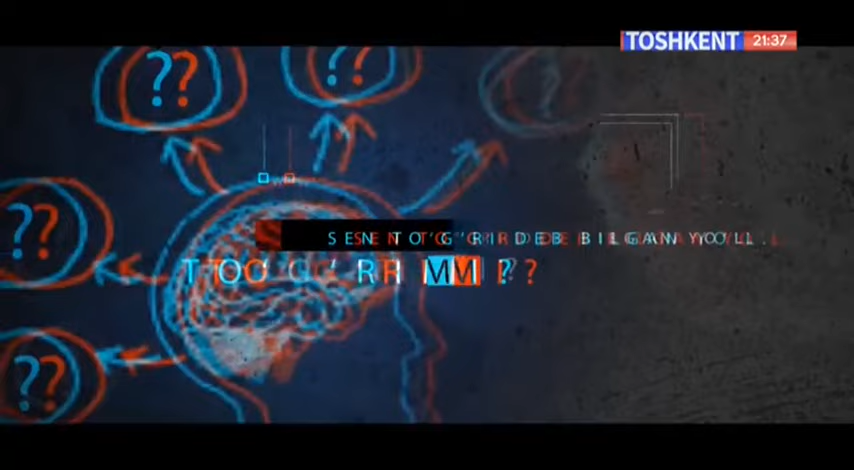 TOSHKENT 21:37
??
??
??
SEN TO'G'RI DEB BILGAN YO'L...
TO'G'RIMI?
??